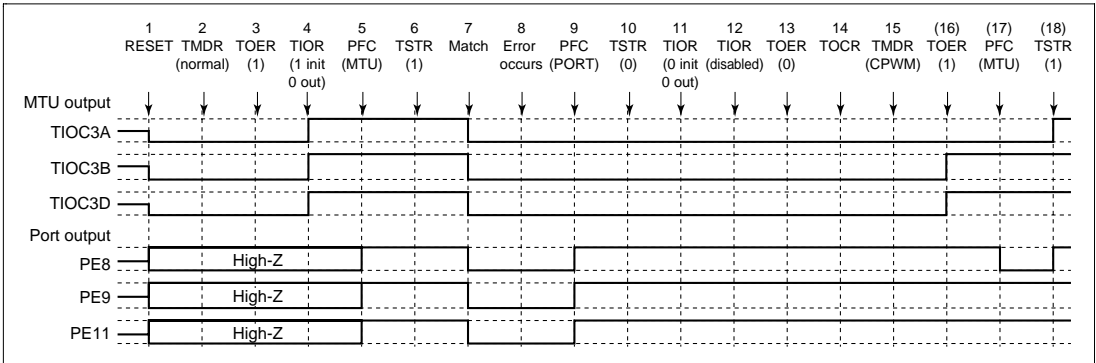 1 2 3 4 5 6 7 8 9 10 11 12 13 14 15 (16) (17) (18)
RESET TMDR TOER TIOR PFC TSTR Match Error PFC TSTR TIOR TIOR TOER TOCR TMDR TOER PFC TSTR
(normal) (1) (1 init (MTU) (1) occurs (PORT) (0) (0 init (disabled) (0) (CPWM) (1) (MTU) (1)
0 out) 0 out)
MTU output
TIOC3A
TIOC3B
TIOC3D
Port output
PE8 High-Z
PE9 High-Z
PE11 High-Z